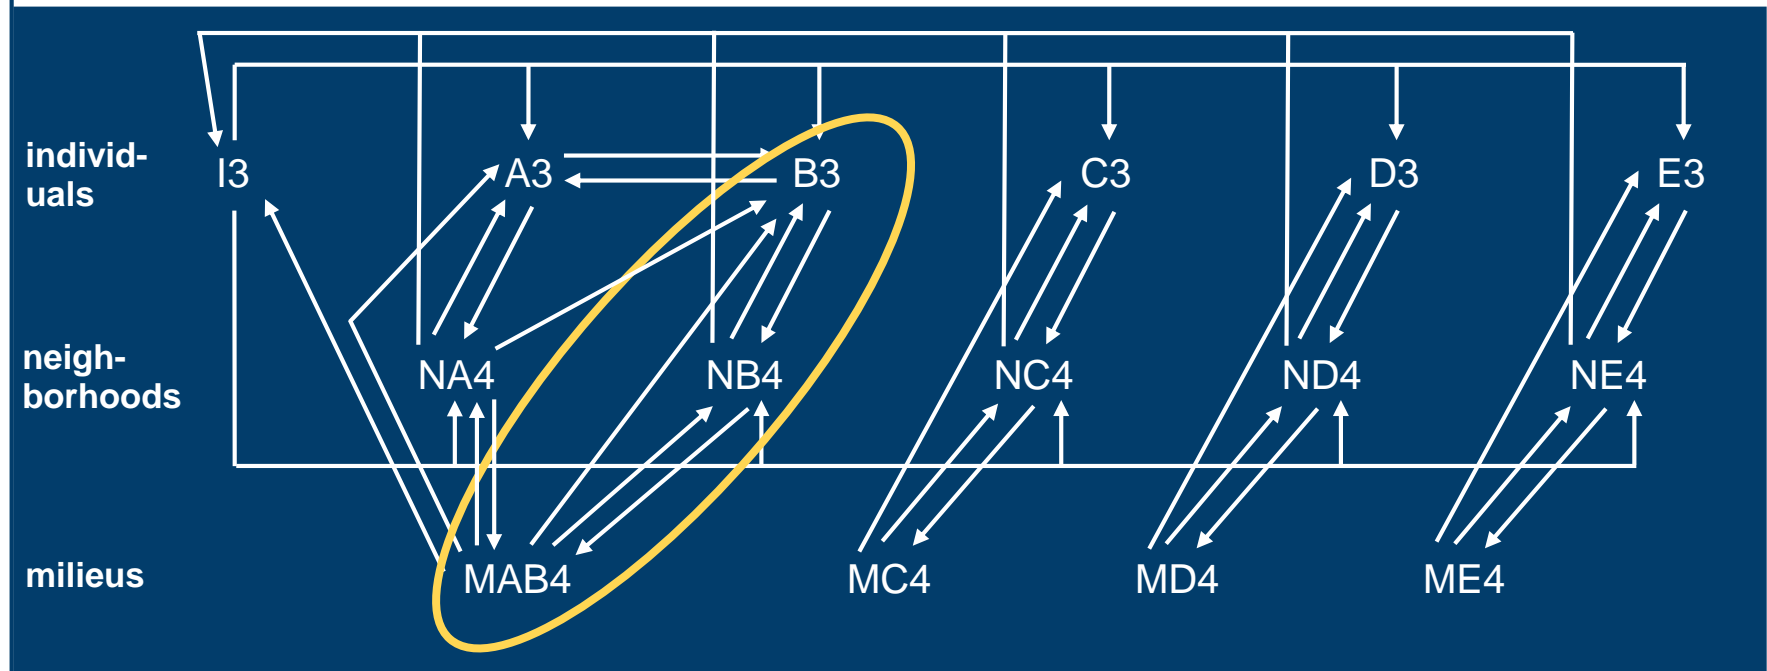 individ-
uals
I3 A3 B3 C3 D3 E3
neigh-
borhoods
NA4 NB4 NC4 ND4 NE4
milieus
MAB4 MC4 MD4 ME4